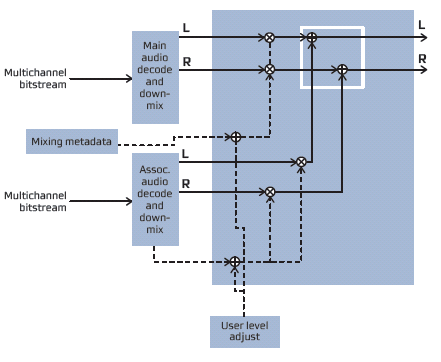 L
L
Main
audio
decode
and
down-
mix
R
R
Multichannel
bitstream
Mixing metadata
L
Assoc.
audio
decode
and
down-
mix
R
Multichannel
bitstream
User level
adjust